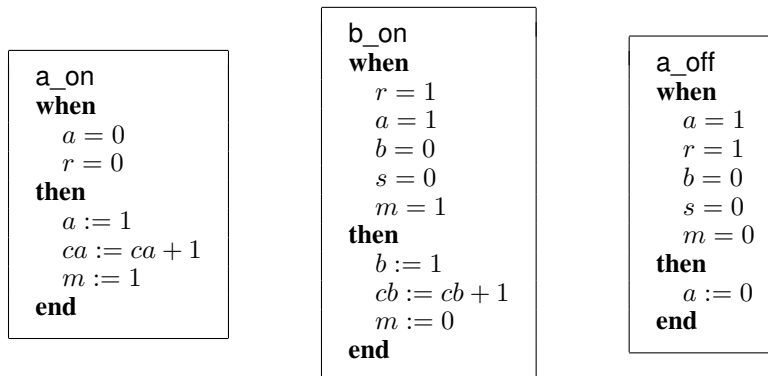 a_on
when
a = 0
r = 0
then
a := 1
ca := ca + 1
m := 1
end
b_on
when
r = 1
a = 1
b = 0
s = 0
m = 1
then
b := 1
cb := cb + 1
m := 0
end
a_off
when
a = 1
r = 1
b = 0
s = 0
m = 0
then
a := 0
end